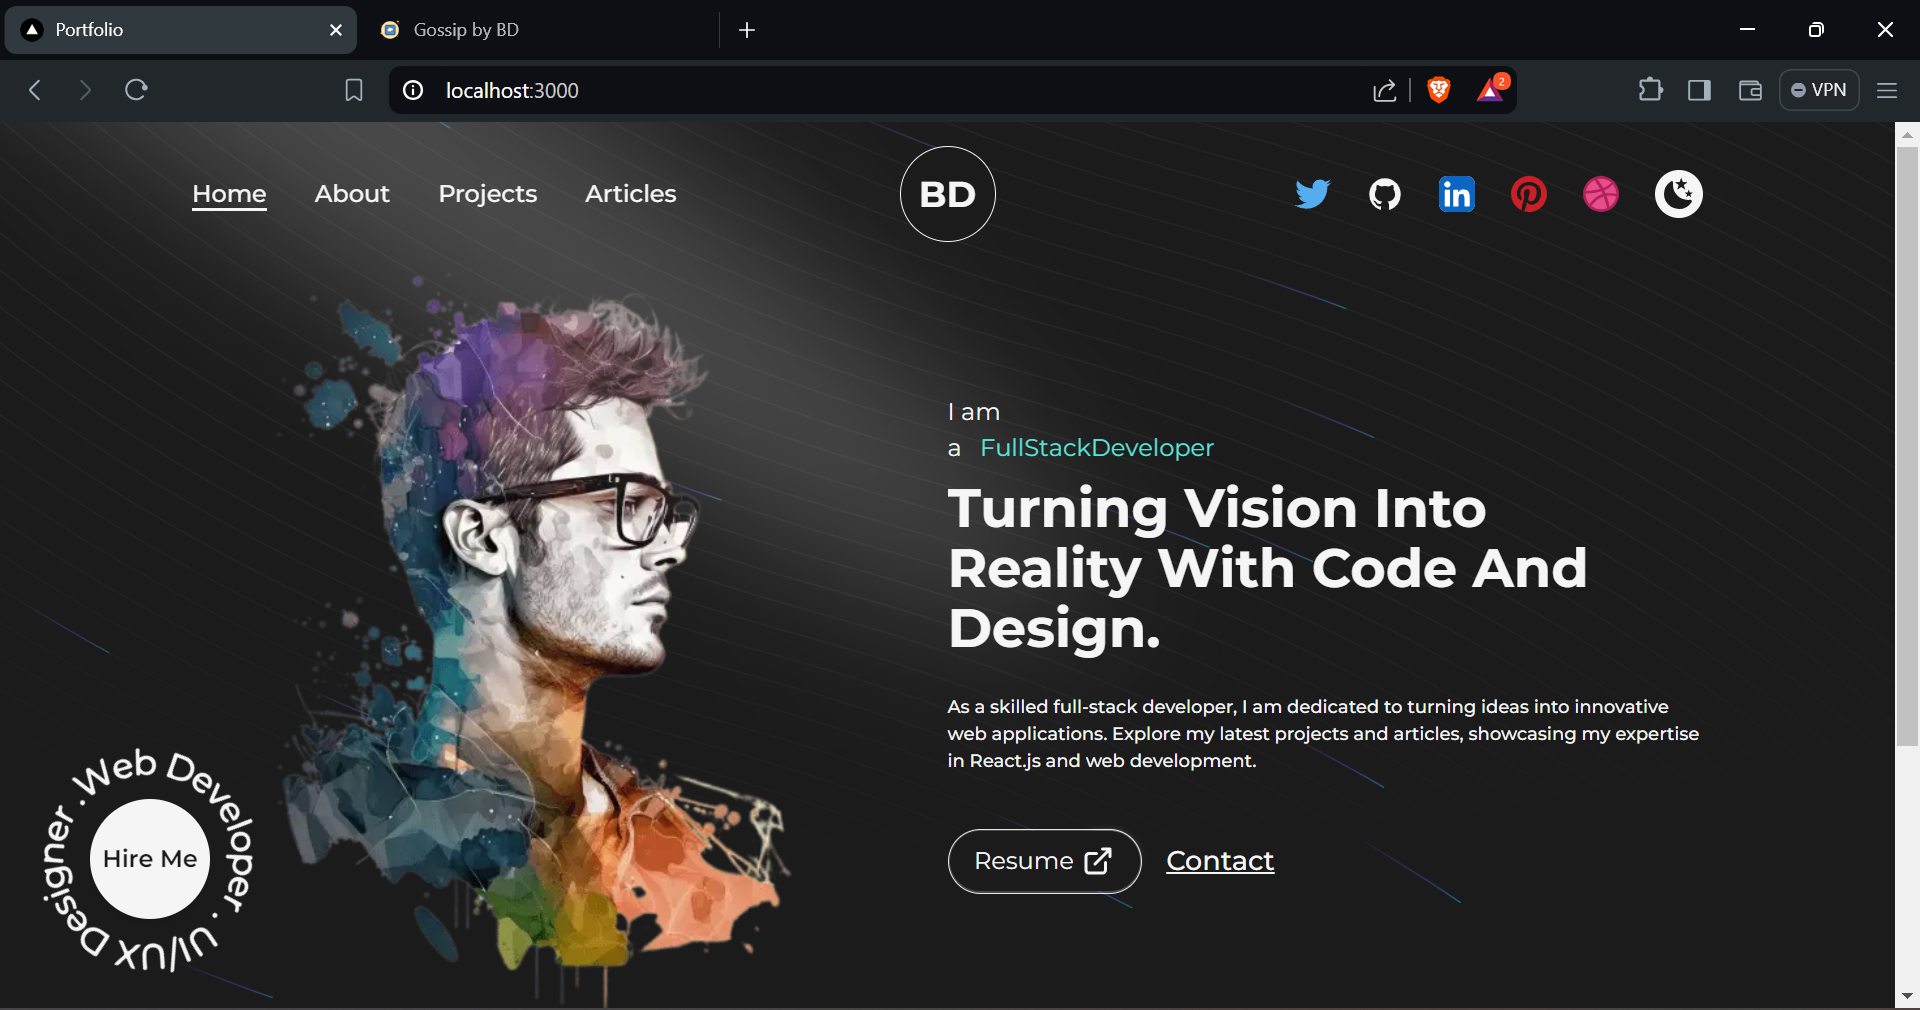 Portfolio
Gossip by BD
localhost:3000
2
VPN
Home About Projects Articles
BD
in
I am
a FullStackDeveloper
Turning Vision Into
Reality With Code And
Design.
As a skilled full-stack developer, I am dedicated to turning ideas into innovative
web applications. Explore my latest projects and articles, showcasing my expertise
in React.js and web development.
Resume Contact
Web Developer . UI/UX Designer .
Hire Me